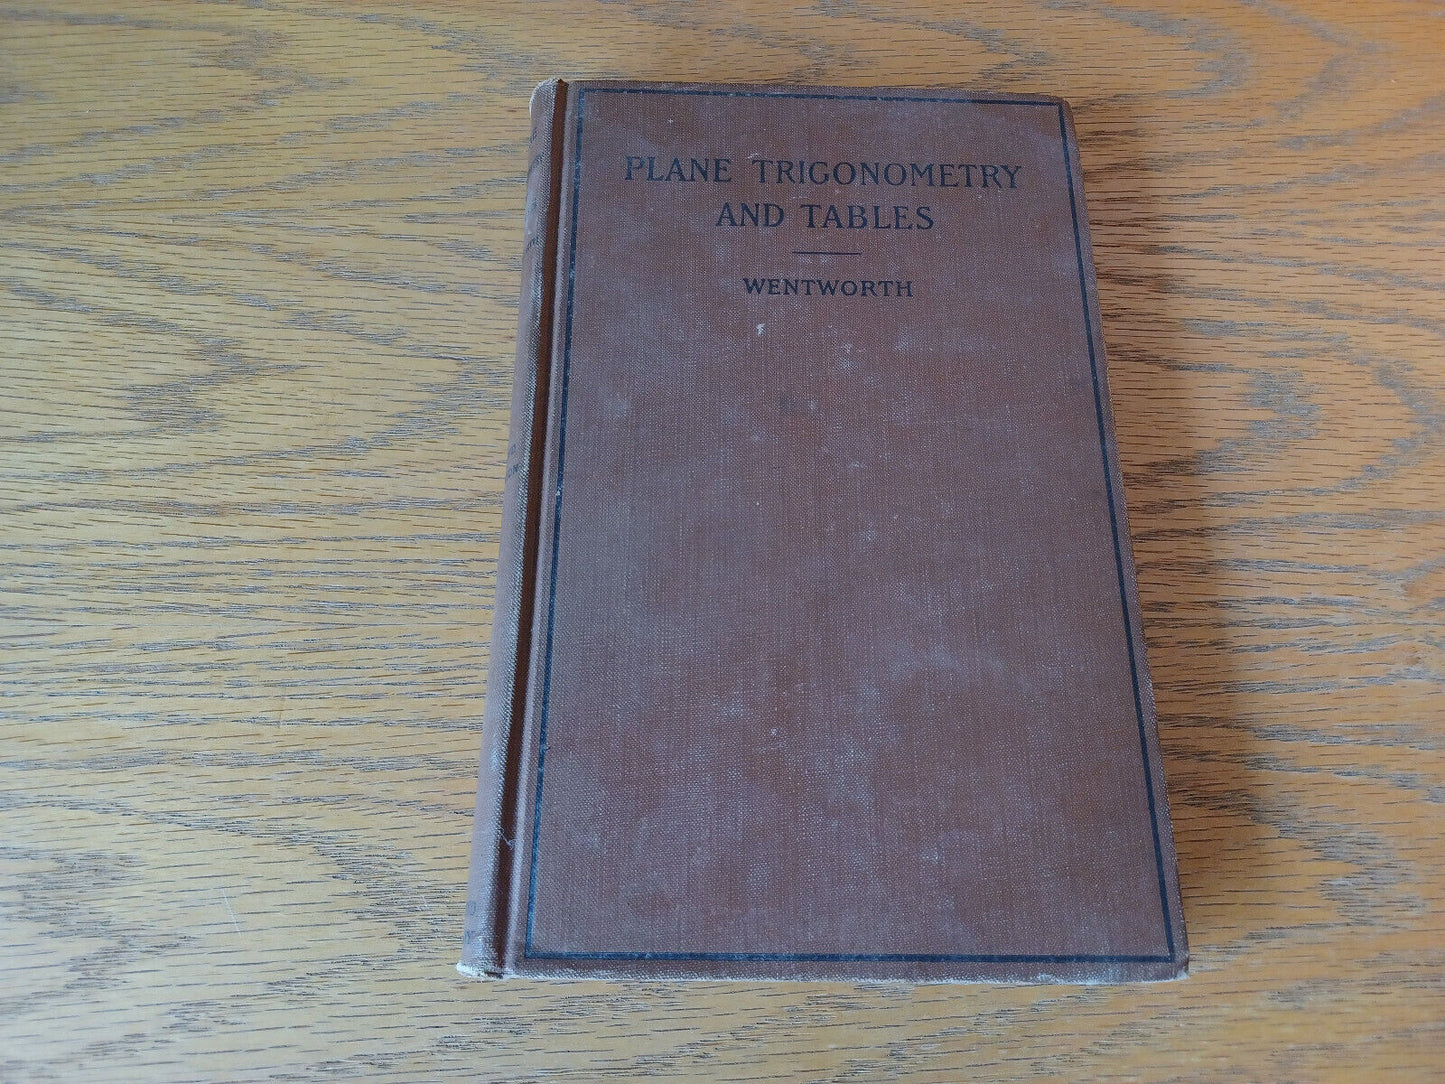 PLANE TRIGONOMETRY
AND TABLES
WENTWORTH